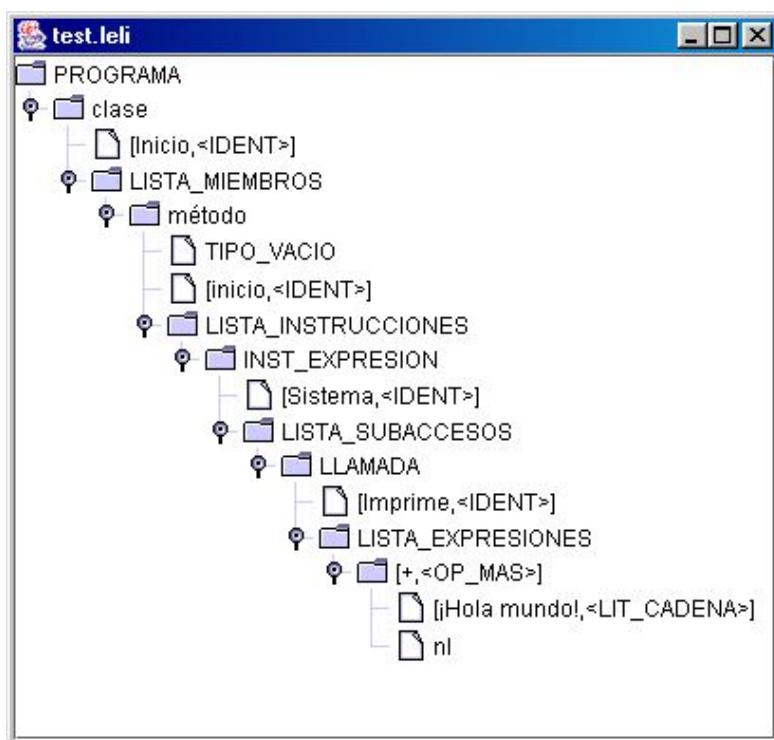 test.leli
PROGRAMA
clase
[Inicio,<IDENT>]
LISTA_MIEMBROS
método
TIPO_VACIO
[inicio,<IDENT>]
LISTA_INSTRUCCIONES
INST_EXPRESION
[Sistema,<IDENT>]
LISTA_SUBACCESOS
LLAMADA
[Imprime,<IDENT>]
LISTA_EXPRESIONES
[+,<OP_MAS>]
[¡Hola mundo!,<LIT_CADENA>]
nl